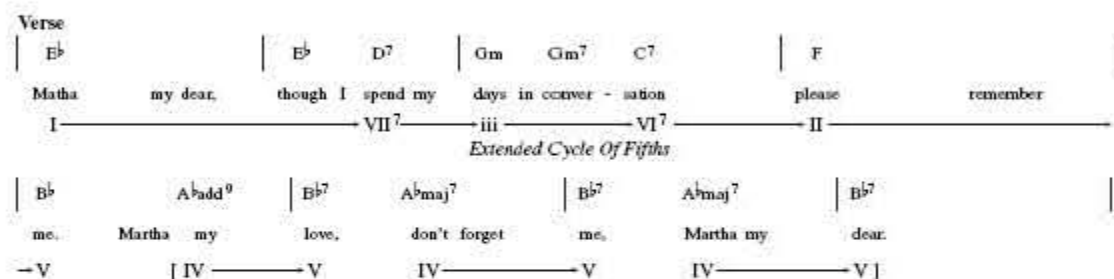 Verse
E♭ E♭ D7 Gm Gm7 C7 F
Matha my dear, though I spend my days in conver - sation please remember
I VII7 iii VI7 II
Extended Cycle Of Fifths
B♭ A♭add9 B♭7 A♭maj7 B♭7 A♭maj7 B♭7
me. Martha my love, don't forget me, Martha my dear.
V [ IV V IV V IV V ]